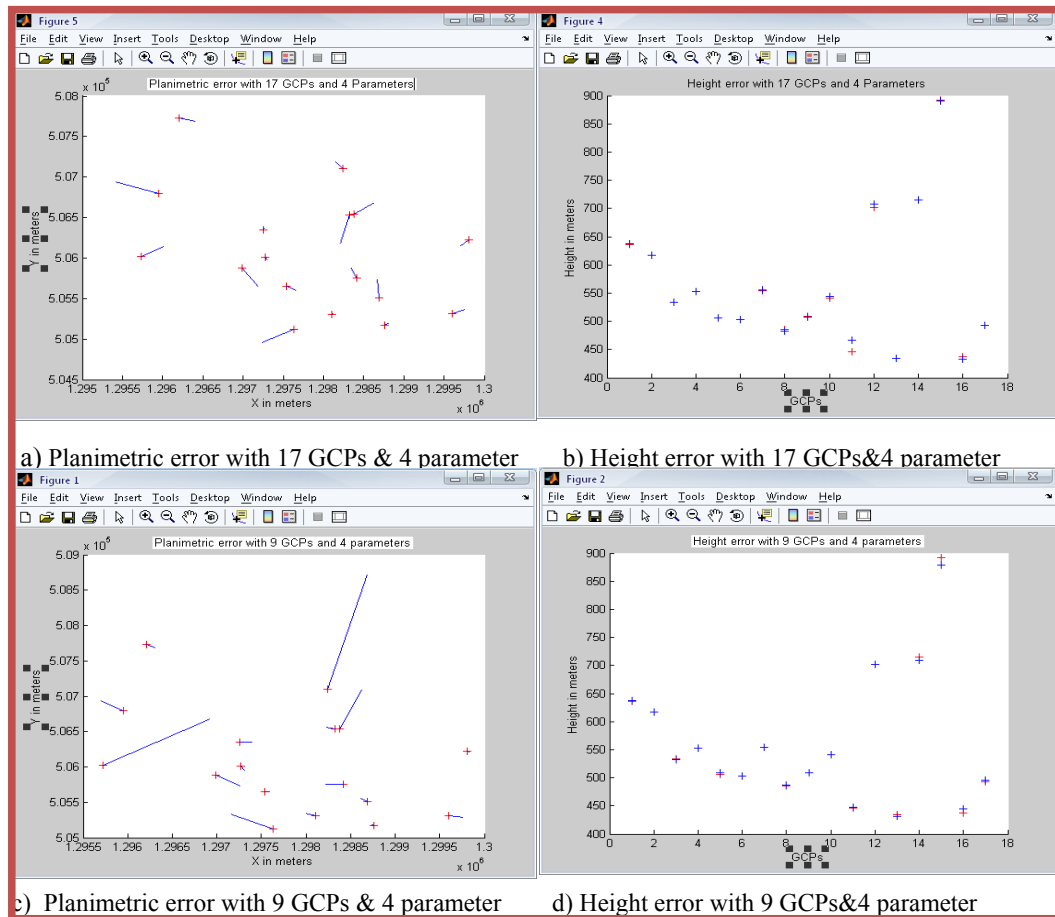 Figure 5
File Edit View Insert Tools Desktop Window Help
Planimetric error with 17 GCPs and 4 Parameters
x 10^5
5.08
5.075
5.07
5.065
5.06
5.055
5.05
5.045
Y in meters
1.295 1.2955 1.296 1.2965 1.297 1.2975 1.298 1.2985 1.299 1.2995 1.3
X in meters
x 10^6
a) Planimetric error with 17 GCPs & 4 parameter
Figure 4
File Edit View Insert Tools Desktop Window Help
Height error with 17 GCPs and 4 Parameters
900
850
800
750
700
650
600
550
500
450
400
Height in meters
0 2 4 6 8 10 12 14 16 18
GCPs
b) Height error with 17 GCPs&4 parameter
Figure 1
File Edit View Insert Tools Desktop Window Help
Planimetric error with 9 GCPs and 4 parameters
x 10^5
5.09
5.085
5.08
5.075
5.07
5.065
5.06
5.055
5.05
Y in meters
1.2955 1.296 1.2965 1.297 1.2975 1.298 1.2985 1.299 1.2995 1.3
X in meters
x 10^6
c) Planimetric error with 9 GCPs & 4 parameter
Figure 2
File Edit View Insert Tools Desktop Window Help
Height error with 9 GCPs and 4 parameters
900
850
800
750
700
650
600
550
500
450
400
Height in meters
0 2 4 6 8 10 12 14 16 18
GCPs
d) Height error with 9 GCPs&4 parameter